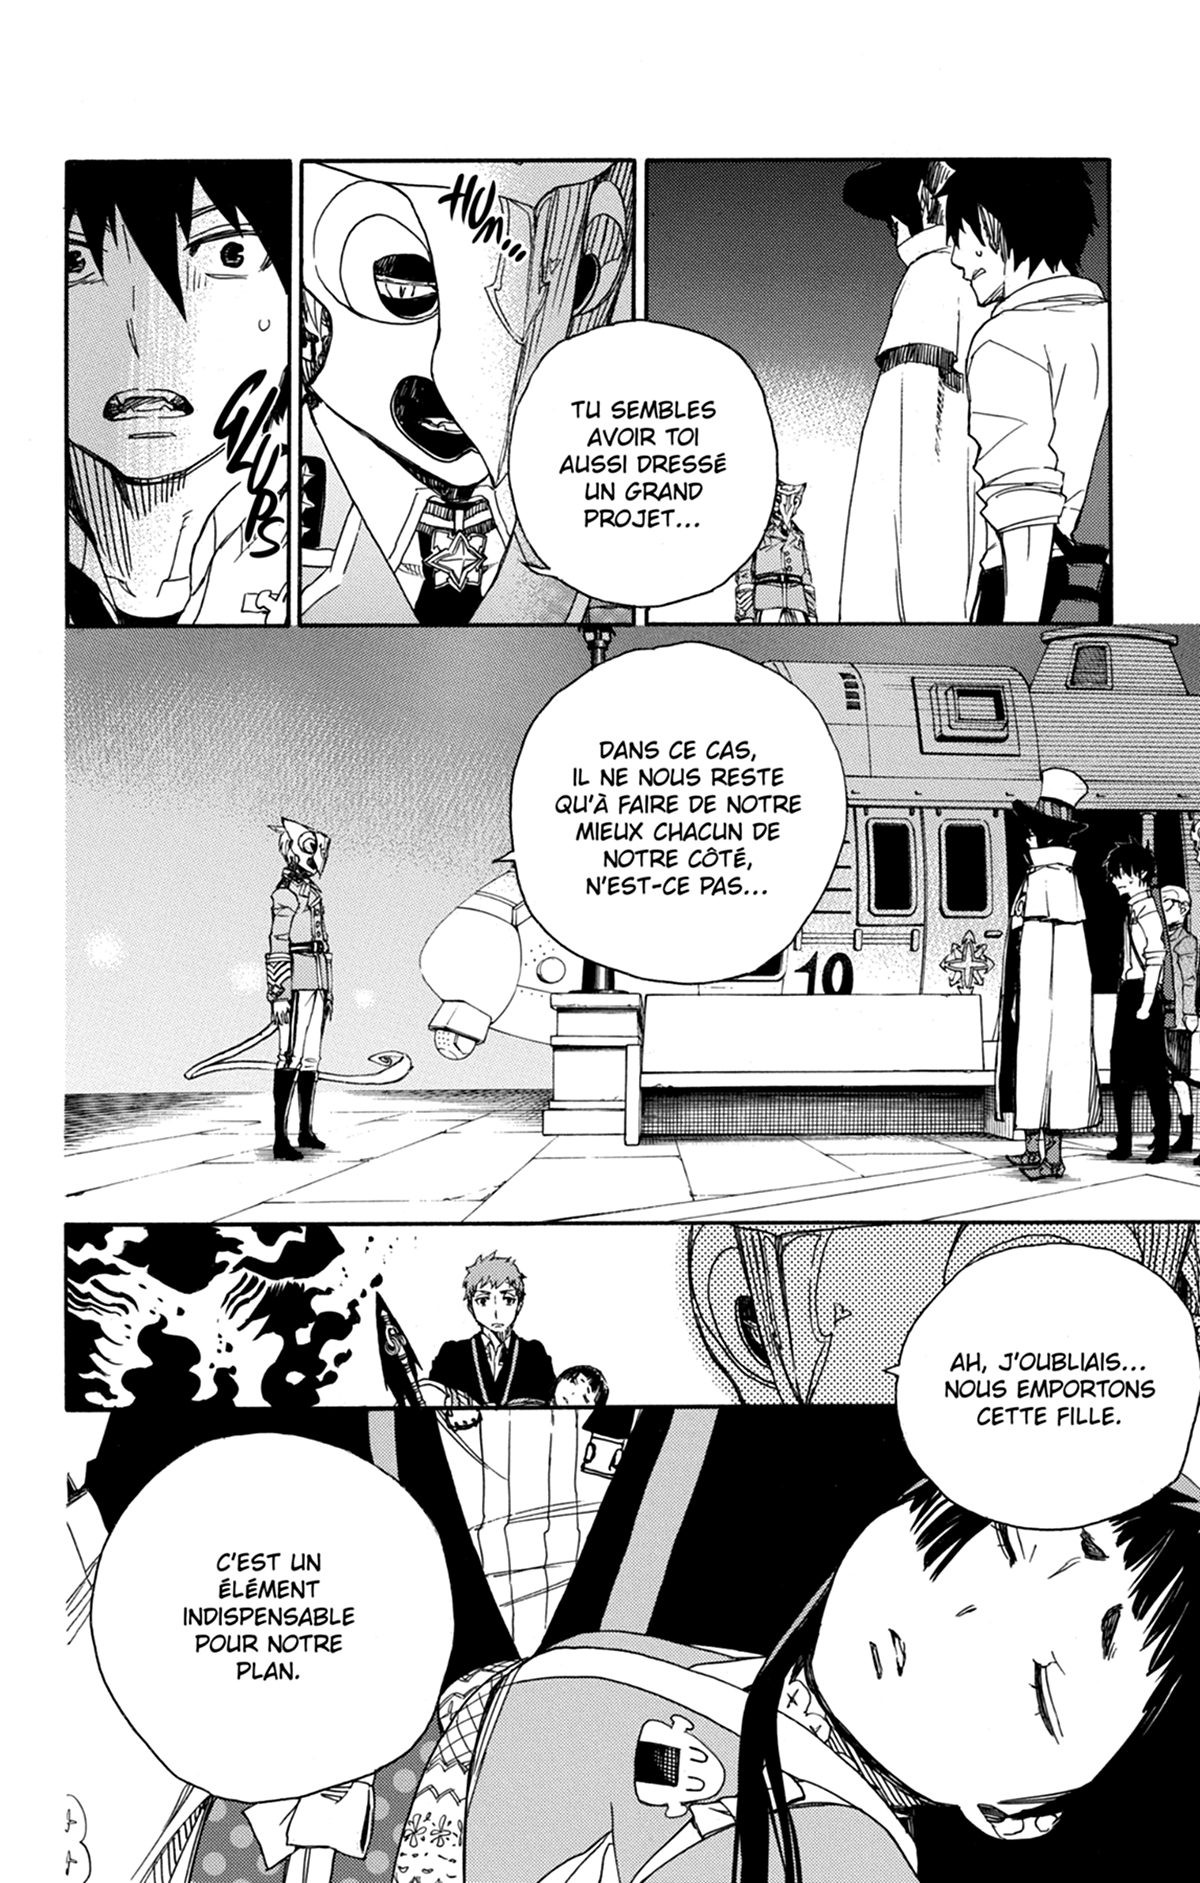 TU SEMBLES
AVOIR TOI
AUSSI DRESSÉ
UN GRAND
PROJET...
HUM...
GLUPS
DANS CE CAS,
IL NE NOUS RESTE
QU'À FAIRE DE NOTRE
MIEUX CHACUN DE
NOTRE CÔTÉ,
N'EST-CE PAS...
10
AH, J'OUBLIAIS...
NOUS EMPORTONS
CETTE FILLE.
C'EST UN
ÉLÉMENT
INDISPENSABLE
POUR NOTRE
PLAN.